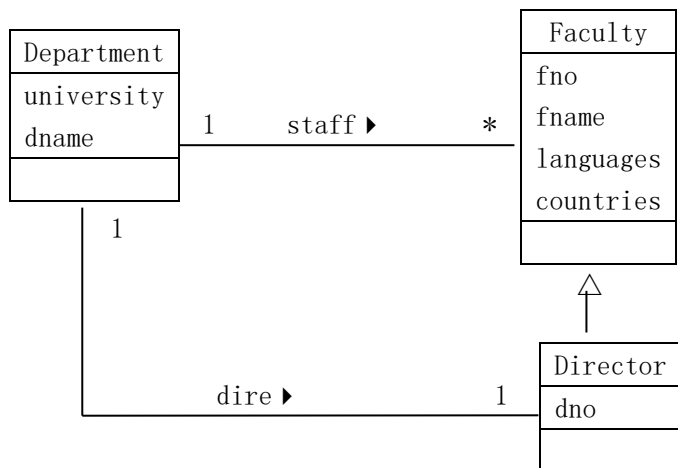 Department
university
dname
1
staff
*
Faculty
fno
fname
languages
countries
1
dire
1
Director
dno